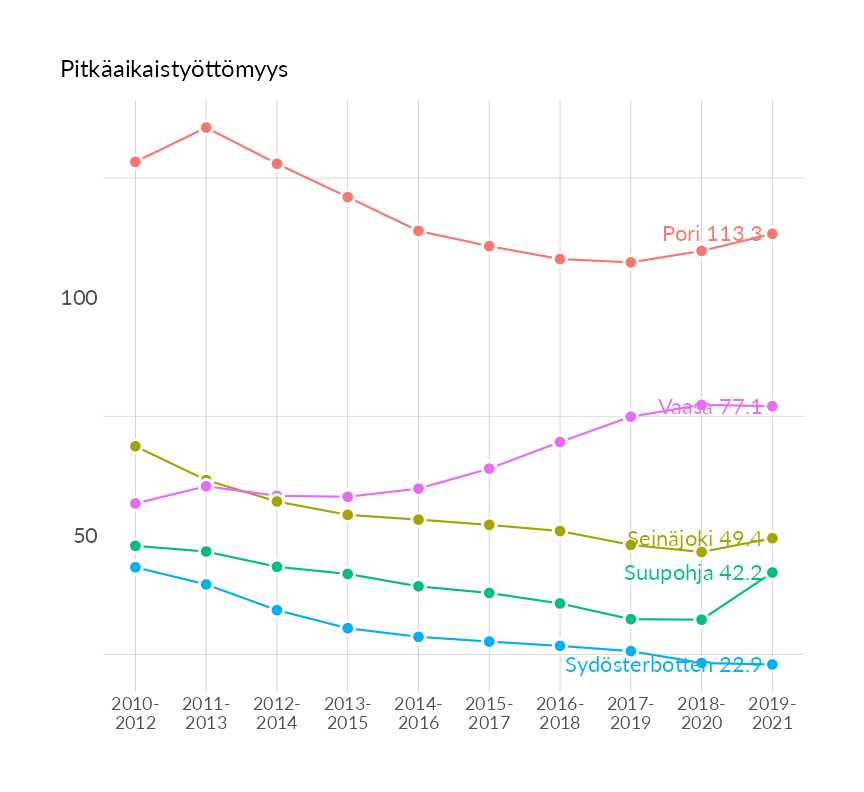 Pitkäaikaistyöttömyys
Pori 113.3
100
Vaasa 77.1
50
Seinäjoki 49.4
Suupohja 42.2
Sydösterbotten 22.9
2010- 2011- 2012- 2013- 2014- 2015- 2016- 2017- 2018- 2019-
2012 2013 2014 2015 2016 2017 2018 2019 2020 2021